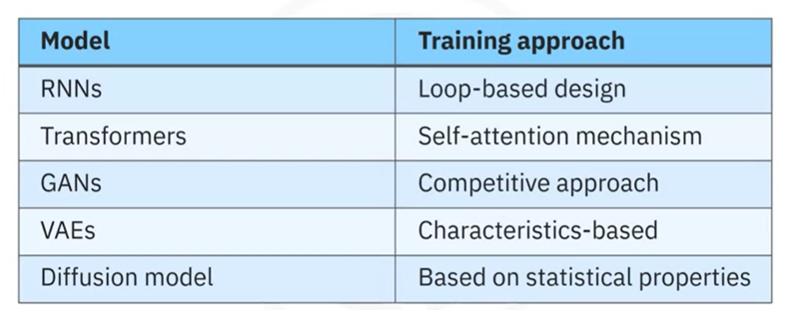 Model Training approach
RNNs Loop-based design
Transformers Self-attention mechanism
GANs Competitive approach
VAEs Characteristics-based
Diffusion model Based on statistical properties